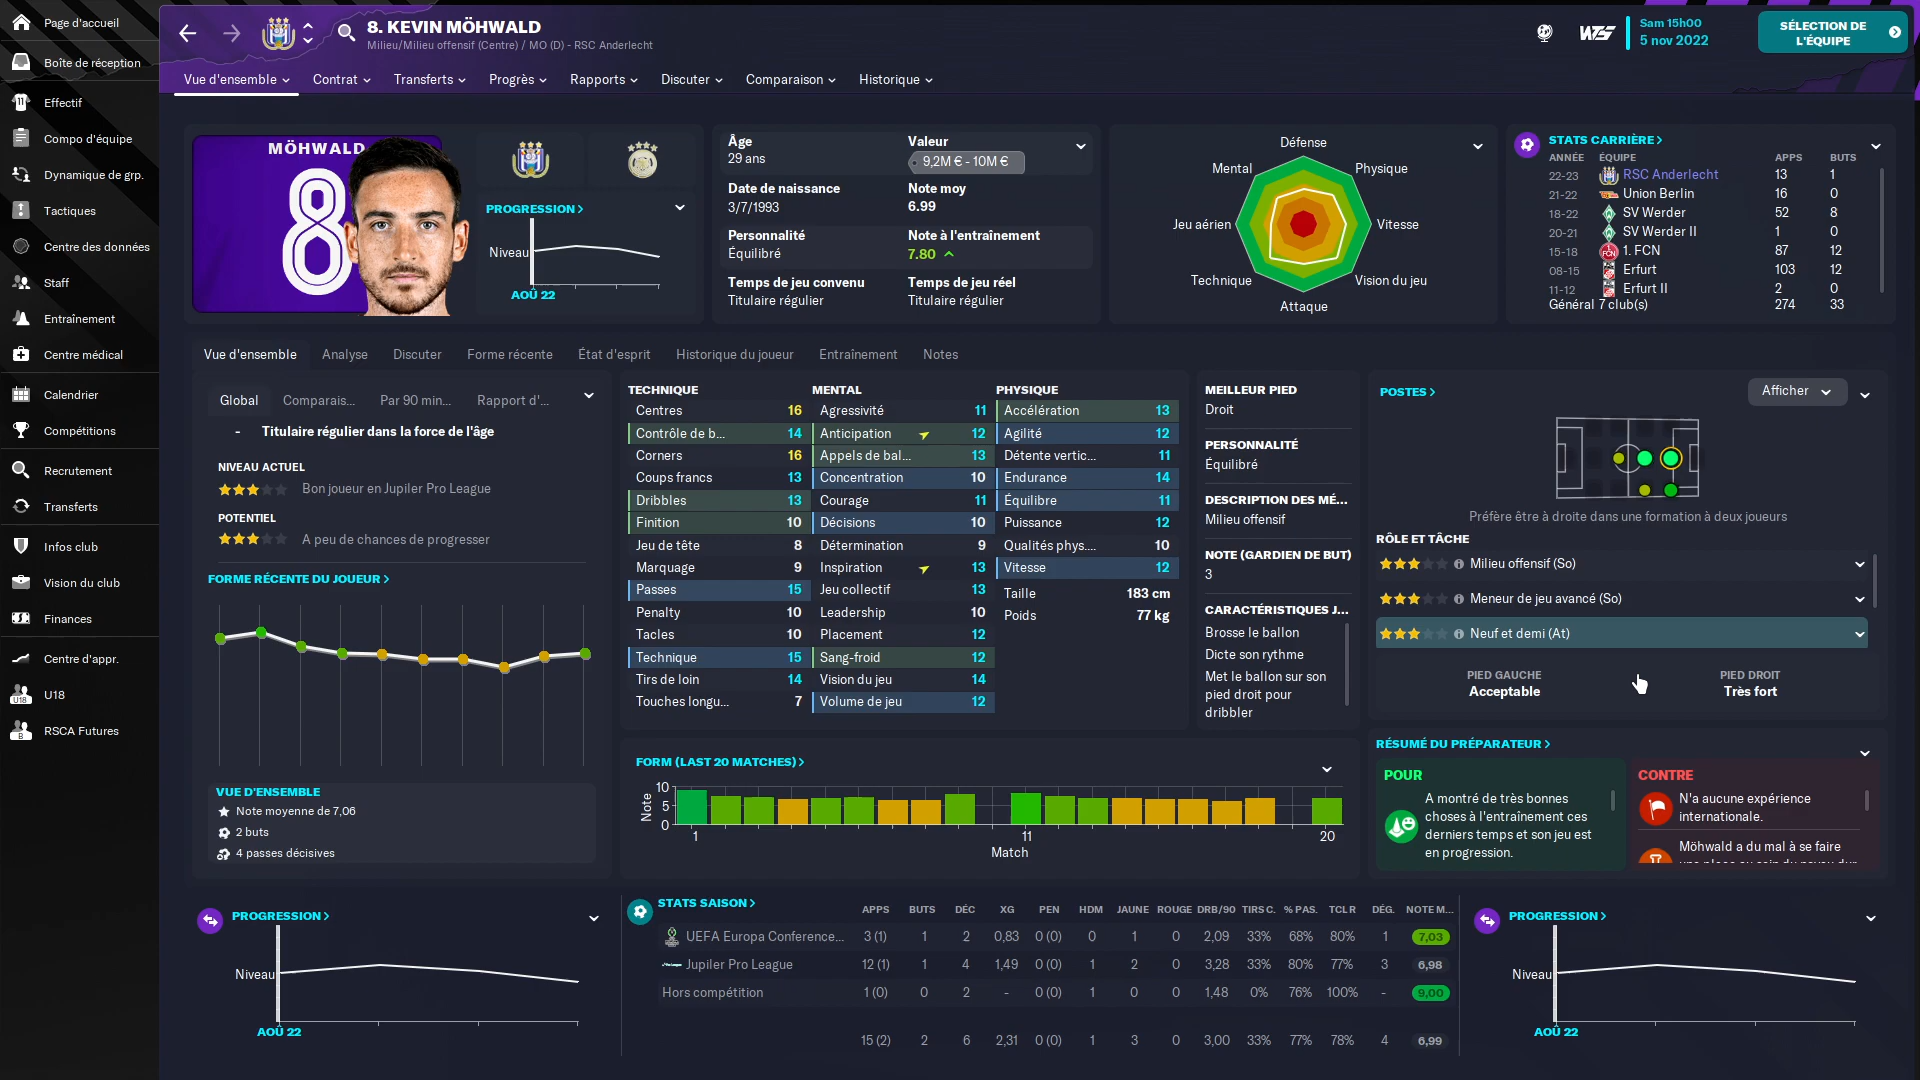 Page d'accueil
Boîte de réception
Effectif
Compo d'équipe
Dynamique de grp.
Tactiques
Centre des données
Staff
Entraînement
Centre médical
Calendrier
Compétitions
Recrutement
Transferts
Infos club
Vision du club
Finances
Centre d'appr.
U18
RSCA Futures
8. KEVIN MÖHWALD
Milieu/Milieu offensif (Centre) / MO (D) - RSC Anderlecht
Sam 15h00
5 nov 2022
SÉLECTION DE
L'ÉQUIPE
Vue d'ensemble Contrat Transferts Progrès Rapports Discuter Comparaison Historique
MÖHWALD
8
PROGRESSION >
Niveau
AOÛ 22
Âge
29 ans
Valeur
9,2M € - 10M €
Date de naissance
3/7/1993
Note moy
6.99
Personnalité
Équilibré
Note à l'entraînement
7.80
Temps de jeu convenu
Titulaire régulier
Temps de jeu réel
Titulaire régulier
Défense
Physique
Vitesse
Vision du jeu
Attaque
Technique
Jeu aérien
Mental
STATS CARRIÈRE >
ANNÉE ÉQUIPE APPS BUTS
22-23 RSC Anderlecht 13 1
21-22 Union Berlin 16 0
18-22 SV Werder 52 8
20-21 SV Werder II 1 0
15-18 1. FCN 87 12
08-15 Erfurt 103 12
11-12 Erfurt II 2 0
Général 7 club(s) 274 33
Vue d'ensemble Analyse Discuter Forme récente État d'esprit Historique du joueur Entraînement Notes
Global Comparais... Par 90 min... Rapport d'...
- Titulaire régulier dans la force de l'âge
NIVEAU ACTUEL
Bon joueur en Jupiler Pro League
POTENTIEL
A peu de chances de progresser
FORME RÉCENTE DU JOUEUR >
VUE D'ENSEMBLE
Note moyenne de 7,06
2 buts
4 passes décisives
TECHNIQUE
Centres 16
Contrôle de b... 14
Corners 16
Coups francs 13
Dribbles 13
Finition 10
Jeu de tête 8
Marquage 9
Passes 15
Penalty 10
Tacles 10
Technique 15
Tirs de loin 14
Touches longu... 7
MENTAL
Agressivité 11
Anticipation 12
Appels de bal... 13
Concentration 10
Courage 11
Décisions 10
Détermination 9
Inspiration 13
Jeu collectif 13
Leadership 10
Placement 12
Sang-froid 12
Vision du jeu 14
Volume de jeu 12
PHYSIQUE
Accélération 13
Agilité 12
Détente vertic... 11
Endurance 14
Équilibre 11
Puissance 12
Qualités phys.... 10
Vitesse 12
Taille 183 cm
Poids 77 kg
MEILLEUR PIED
Droit
PERSONNALITÉ
Équilibré
DESCRIPTION DES MÉ...
Milieu offensif
NOTE (GARDIEN DE BUT)
3
CARACTÉRISTIQUES J...
Brosse le ballon
Dicte son rythme
Met le ballon sur son
pied droit pour
dribbler
POSTES >
Afficher
Préfère être à droite dans une formation à deux joueurs
RÔLE ET TÂCHE
Milieu offensif (So)
Meneur de jeu avancé (So)
Neuf et demi (At)
PIED GAUCHE
Acceptable
PIED DROIT
Très fort
FORM (LAST 20 MATCHES) >
Note
10
5
0
1 11 20
Match
RÉSUMÉ DU PRÉPARATEUR >
POUR
A montré de très bonnes
choses à l'entraînement ces
derniers temps et son jeu est
en progression.
CONTRE
N'a aucune expérience
internationale.
Möhwald a du mal à se faire
PROGRESSION >
Niveau
AOÛ 22
STATS SAISON >
APPS BUTS DÉC XG PEN HDM JAUNE ROUGE DRB/90 TIRS C. % PAS. TCL R DÉG. NOTE M...
UEFA Europa Conference... 3 (1) 1 2 0,83 0 (0) 0 1 0 2,09 33% 68% 80% 1 7,03
Jupiler Pro League 12 (1) 1 4 1,49 0 (0) 1 2 0 3,28 33% 80% 77% 3 6,98
Hors compétition 1 (0) 0 2 - 0 (0) 1 0 0 1,48 0% 76% 100% - 9,00
15 (2) 2 6 2,31 0 (0) 1 3 0 3,00 33% 77% 78% 4 6,99
PROGRESSION >
Niveau
AOÛ 22